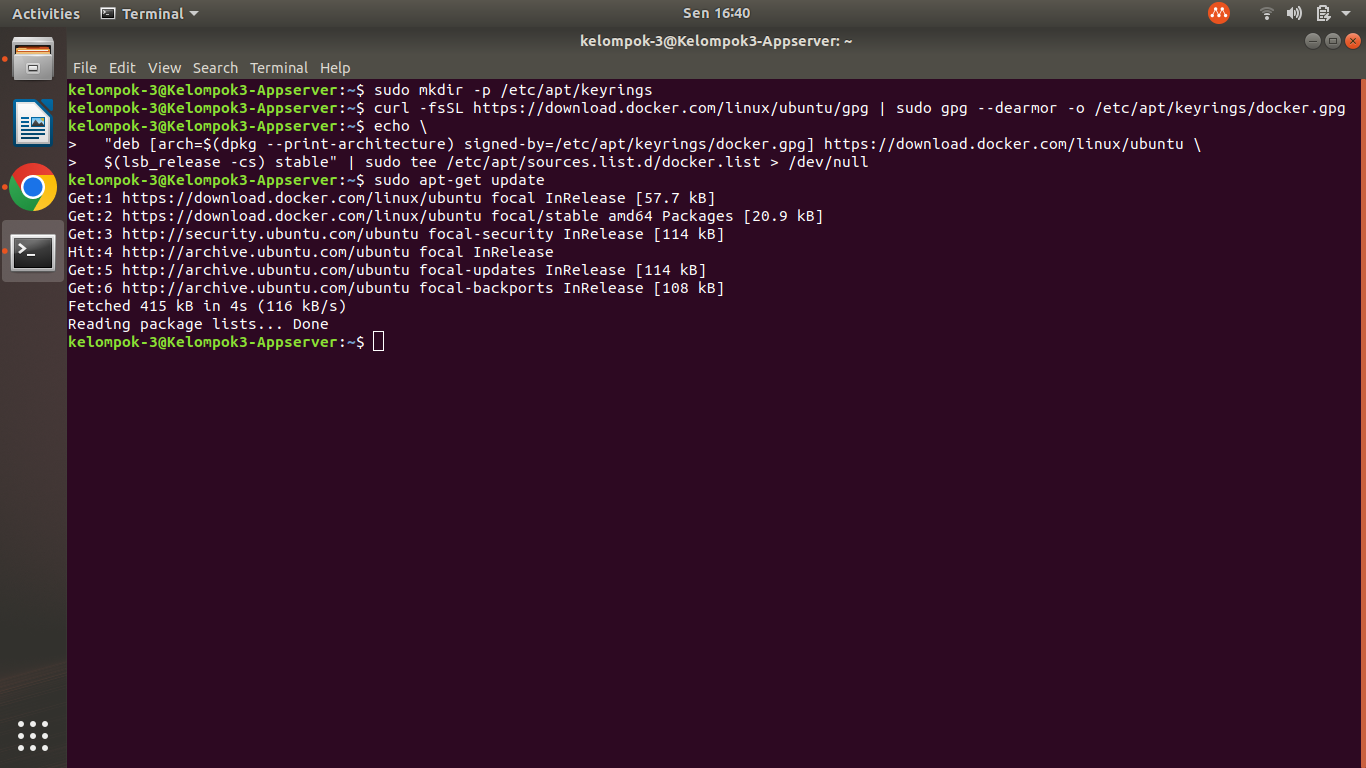 Activities Terminal Sen 16:40
kelompok-3@Kelompok3-Appserver: ~
File Edit View Search Terminal Help
kelompok-3@Kelompok3-Appserver:~$ sudo mkdir -p /etc/apt/keyrings
kelompok-3@Kelompok3-Appserver:~$ curl -fsSL https://download.docker.com/linux/ubuntu/gpg | sudo gpg --dearmor -o /etc/apt/keyrings/docker.gpg
kelompok-3@Kelompok3-Appserver:~$ echo \
>   "deb [arch=$(dpkg --print-architecture) signed-by=/etc/apt/keyrings/docker.gpg] https://download.docker.com/linux/ubuntu \
>   $(lsb_release -cs) stable" | sudo tee /etc/apt/sources.list.d/docker.list > /dev/null
kelompok-3@Kelompok3-Appserver:~$ sudo apt-get update
Get:1 https://download.docker.com/linux/ubuntu focal InRelease [57.7 kB]
Get:2 https://download.docker.com/linux/ubuntu focal/stable amd64 Packages [20.9 kB]
Get:3 http://security.ubuntu.com/ubuntu focal-security InRelease [114 kB]
Hit:4 http://archive.ubuntu.com/ubuntu focal InRelease
Get:5 http://archive.ubuntu.com/ubuntu focal-updates InRelease [114 kB]
Get:6 http://archive.ubuntu.com/ubuntu focal-backports InRelease [108 kB]
Fetched 415 kB in 4s (116 kB/s)
Reading package lists... Done
kelompok-3@Kelompok3-Appserver:~$